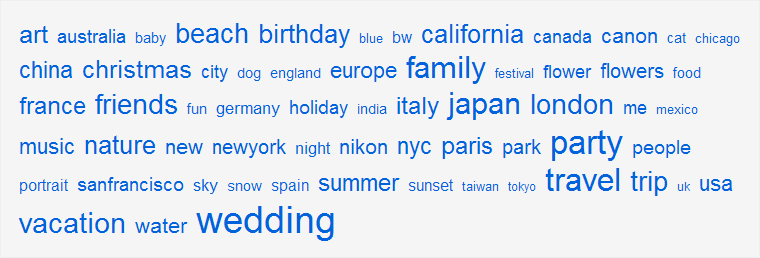 art australia baby beach birthday blue bw california canada canon cat chicago
china christmas city dog england europe family festival flower flowers food
france friends fun germany holiday india italy japan london me mexico
music nature new newyork night nikon nyc paris park party people
portrait sanfrancisco sky snow spain summer sunset taiwan tokyo travel trip uk usa
vacation water wedding